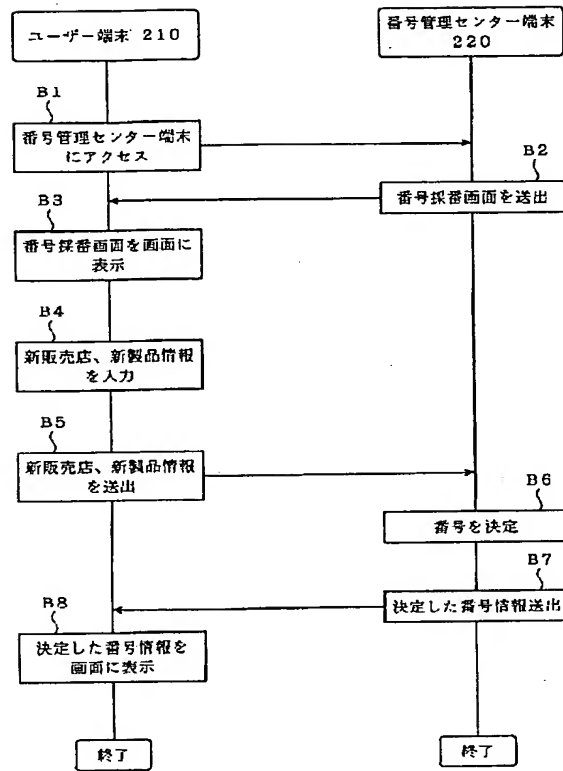 ユーザー端末 210
番号管理センター端末
220
B1
番号管理センター端末
にアクセス
B2
番号採番画面を送出
B3
番号採番画面を画面に
表示
B4
新販売店、新製品情報
を入力
B5
新販売店、新製品情報
を送出
B6
番号を決定
B7
決定した番号情報送出
B8
決定した番号情報を
画面に表示
終了
終了